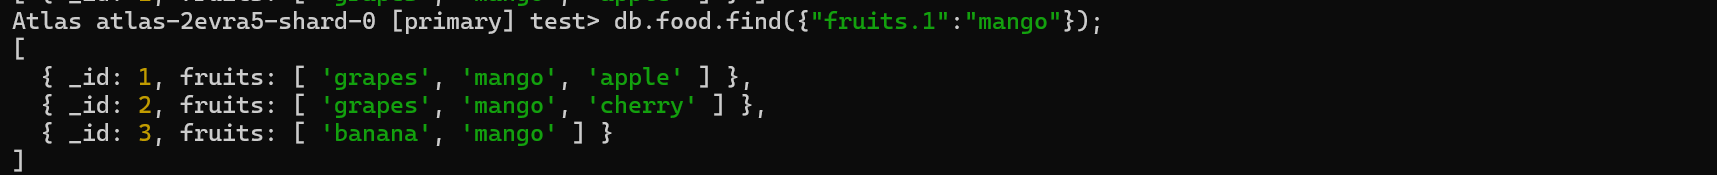 Atlas atlas-2evra5-shard-0 [primary] test> db.food.find({"fruits.1":"mango"});
[
  { _id: 1, fruits: [ 'grapes', 'mango', 'apple' ] },
  { _id: 2, fruits: [ 'grapes', 'mango', 'cherry' ] },
  { _id: 3, fruits: [ 'banana', 'mango' ] }
]